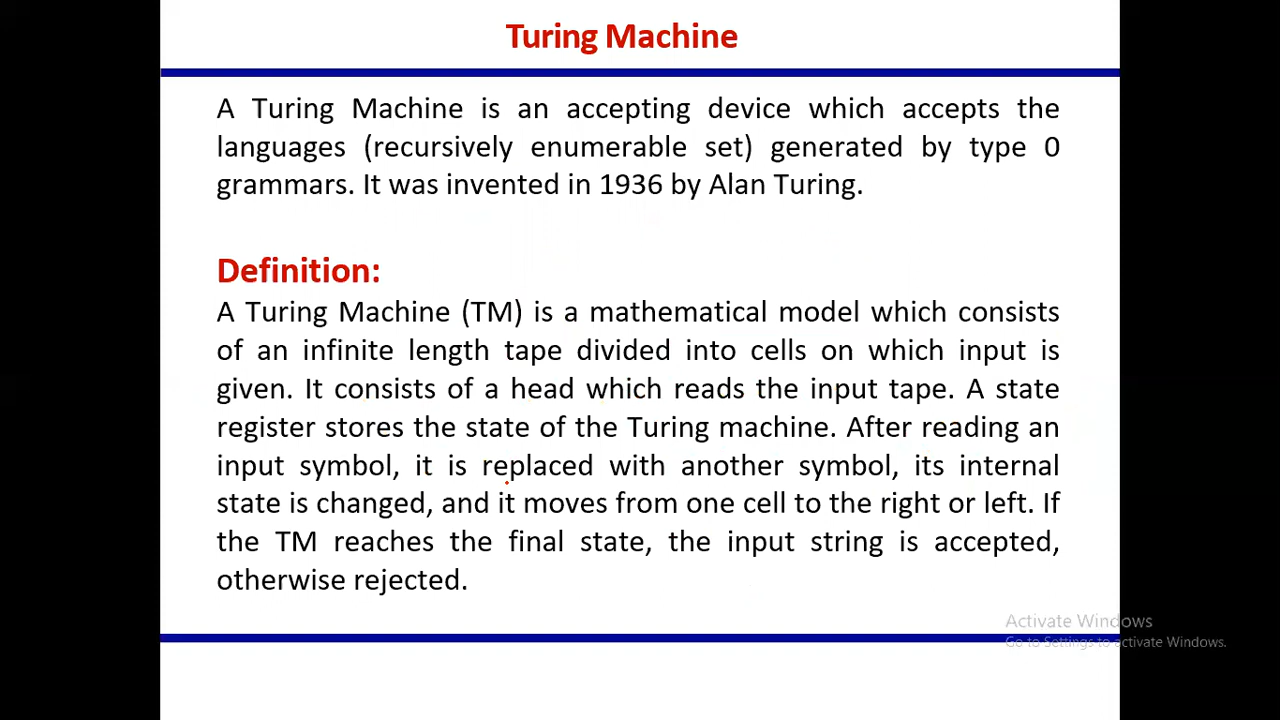 Turing Machine
A Turing Machine is an accepting device which accepts the
languages (recursively enumerable set) generated by type 0
grammars. It was invented in 1936 by Alan Turing.
Definition:
A Turing Machine (TM) is a mathematical model which consists
of an infinite length tape divided into cells on which input is
given. It consists of a head which reads the input tape. A state
register stores the state of the Turing machine. After reading an
input symbol, it is replaced with another symbol, its internal
state is changed, and it moves from one cell to the right or left. If
the TM reaches the final state, the input string is accepted,
otherwise rejected.
Activate Windows
Go to Settings to activate Windows.